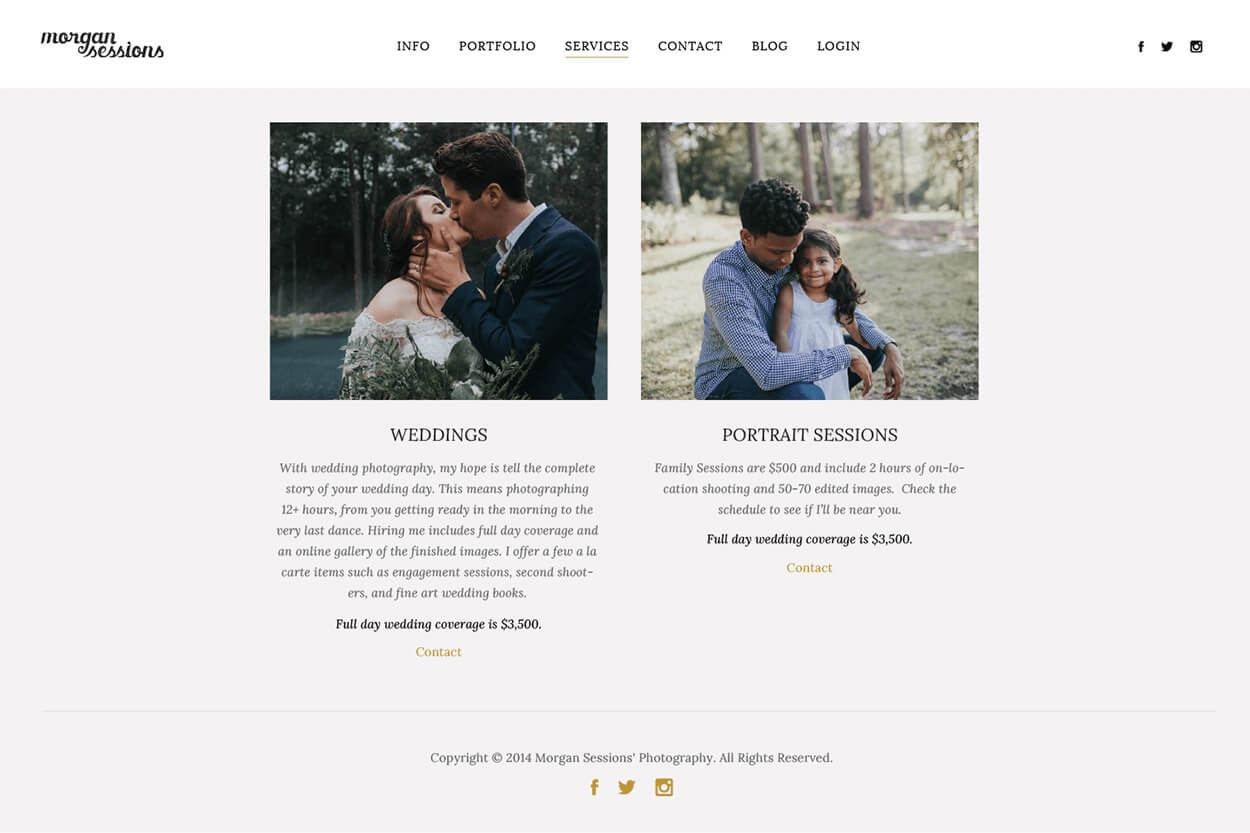 morgan
sessions
INFO PORTFOLIO SERVICES CONTACT BLOG LOGIN
WEDDINGS
With wedding photography, my hope is tell the complete
story of your wedding day. This means photographing
12+ hours, from you getting ready in the morning to the
very last dance. Hiring me includes full day coverage and
an online gallery of the finished images. I offer a few a la
carte items such as engagement sessions, second shoot-
ers, and fine art wedding books.
Full day wedding coverage is $3,500.
Contact
PORTRAIT SESSIONS
Family Sessions are $500 and include 2 hours of on-lo-
cation shooting and 50-70 edited images.  Check the
schedule to see if I'll be near you.
Full day wedding coverage is $3,500.
Contact
Copyright © 2014 Morgan Sessions' Photography. All Rights Reserved.